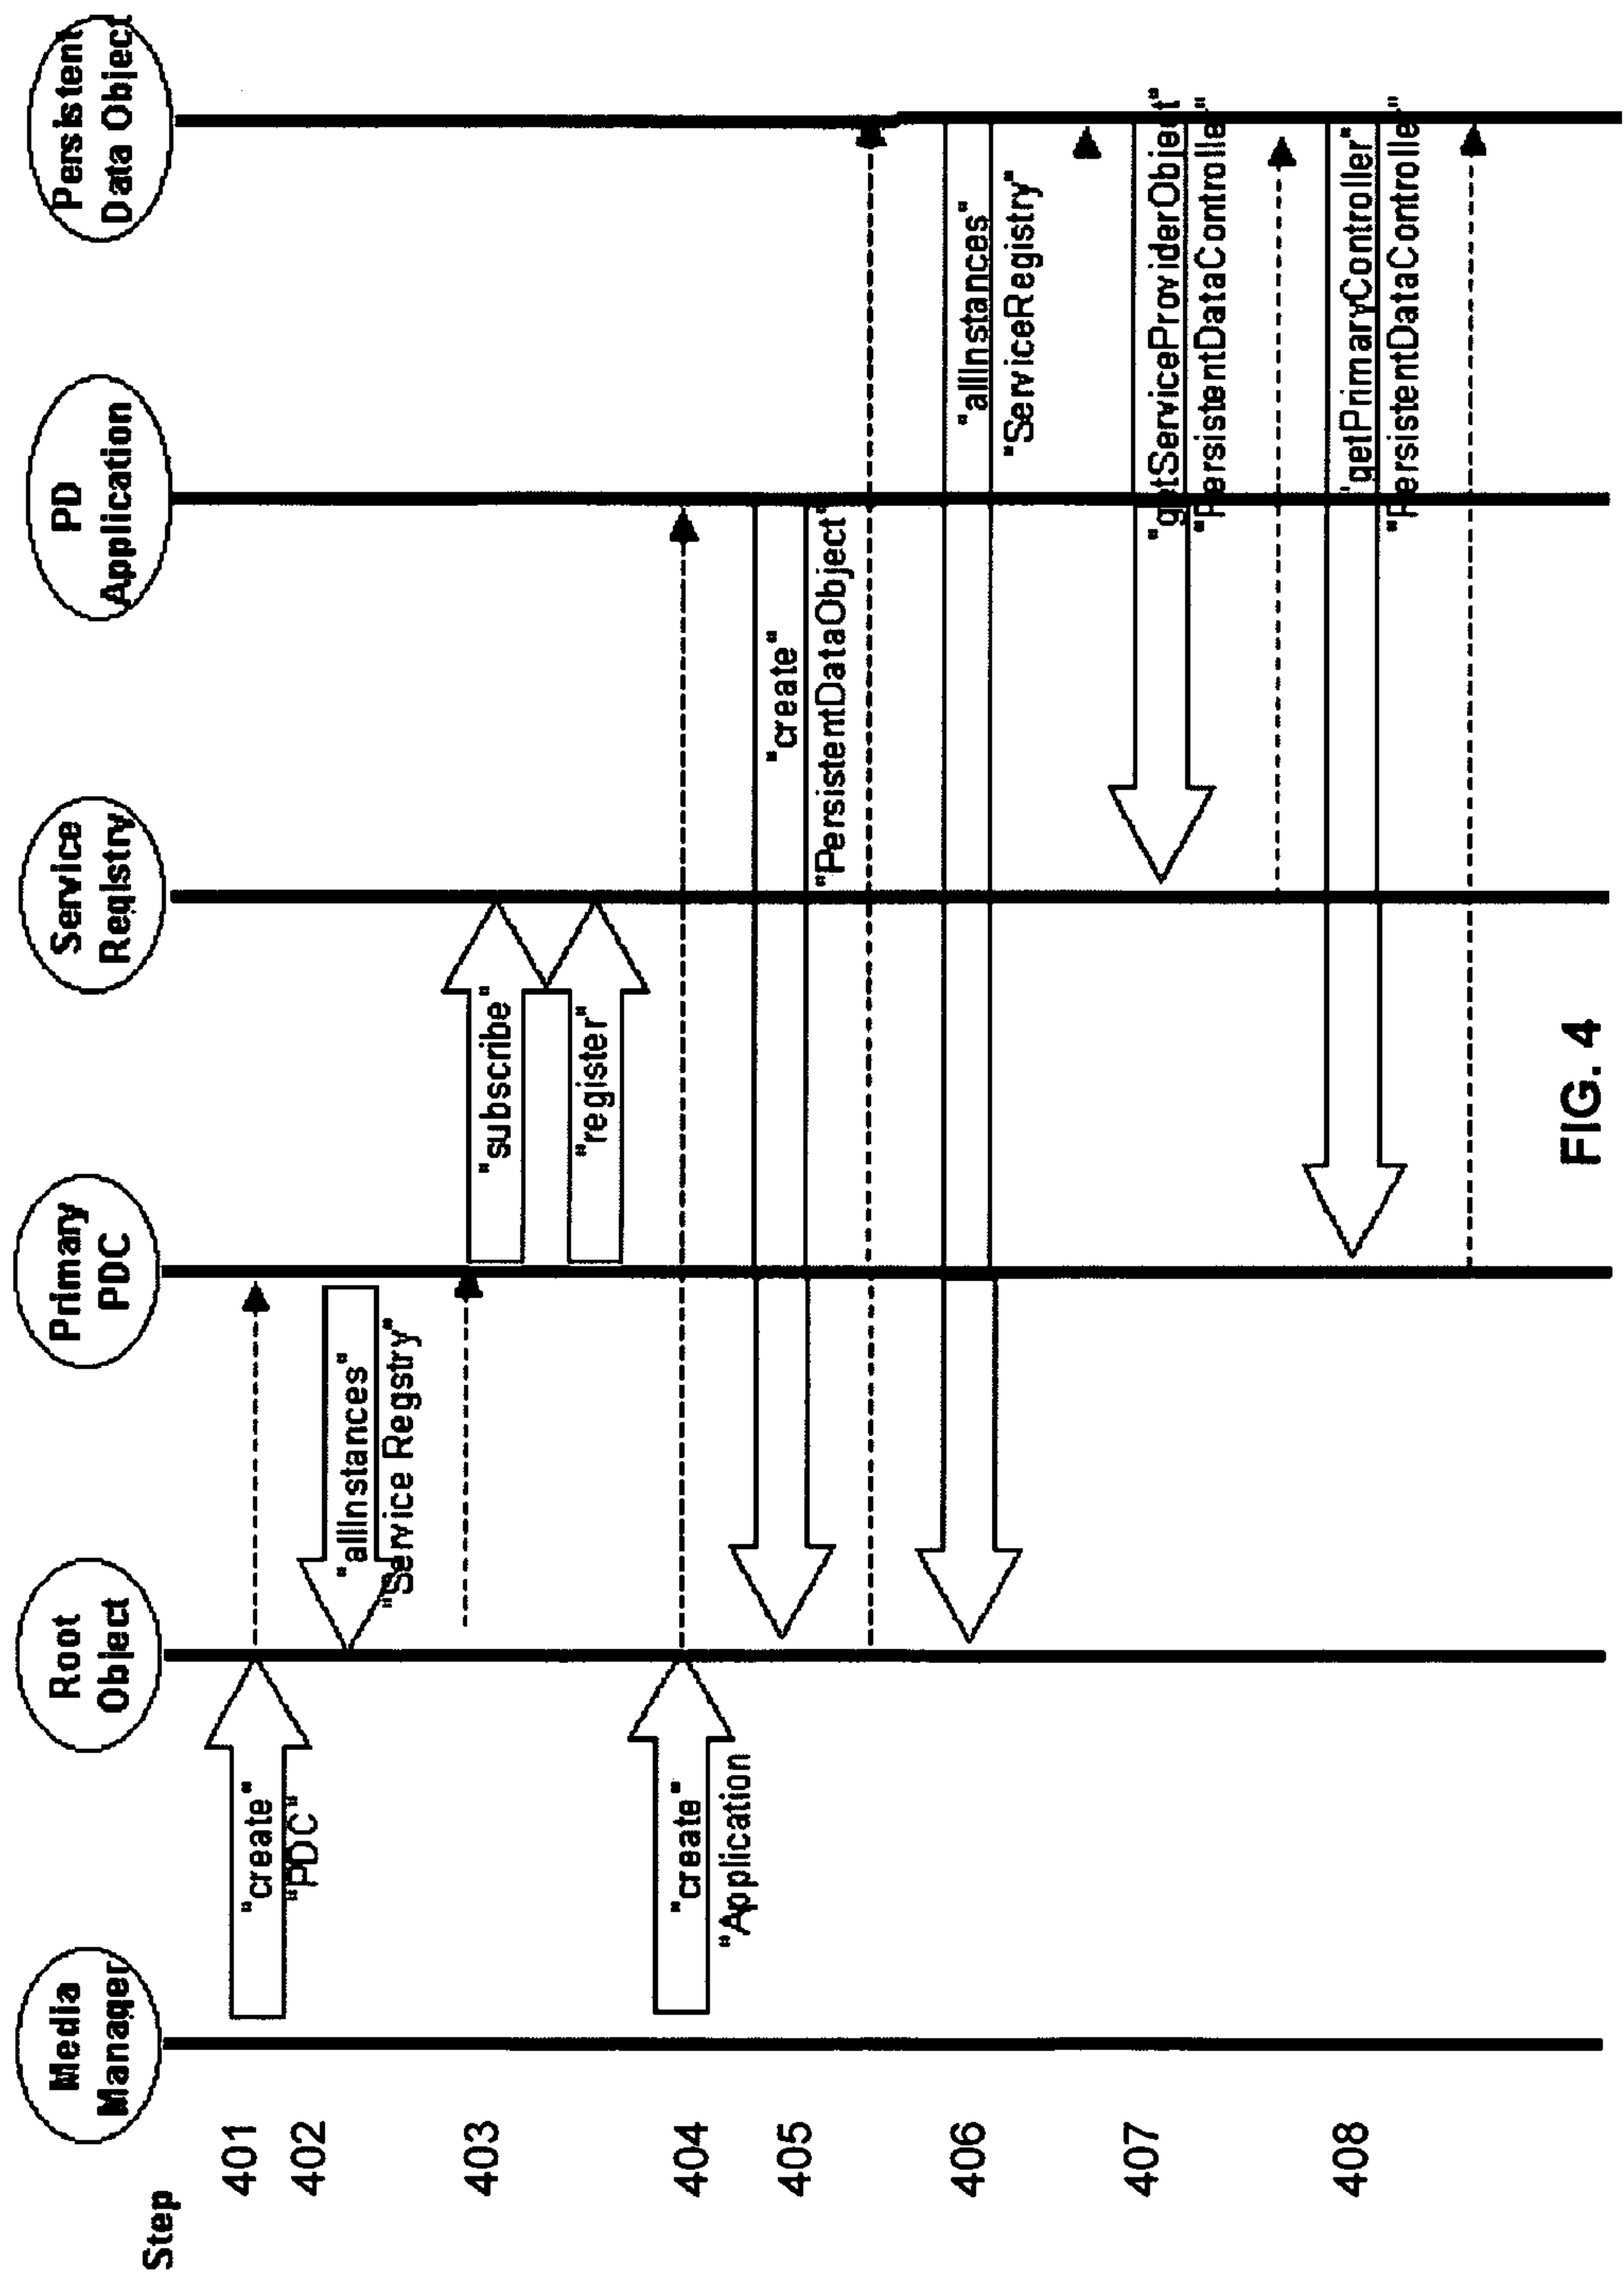 Media
Manager
Root
Object
Primary
PDC
Service
Registry
PD
Application
Persistent
Data Object
Step
401
"create"
"PDC"
402
"allInstances"
"Service Regstry"
403
"subscribe"
"register"
404
"create"
"Application
405
"create"
"PersistentDataObject"
406
"allInstances"
"ServiceRegistry"
407
"getServiceProviderObject"
"PersistentDataController"
408
'getPrimaryController"
"PersistentDataController"
FIG. 4